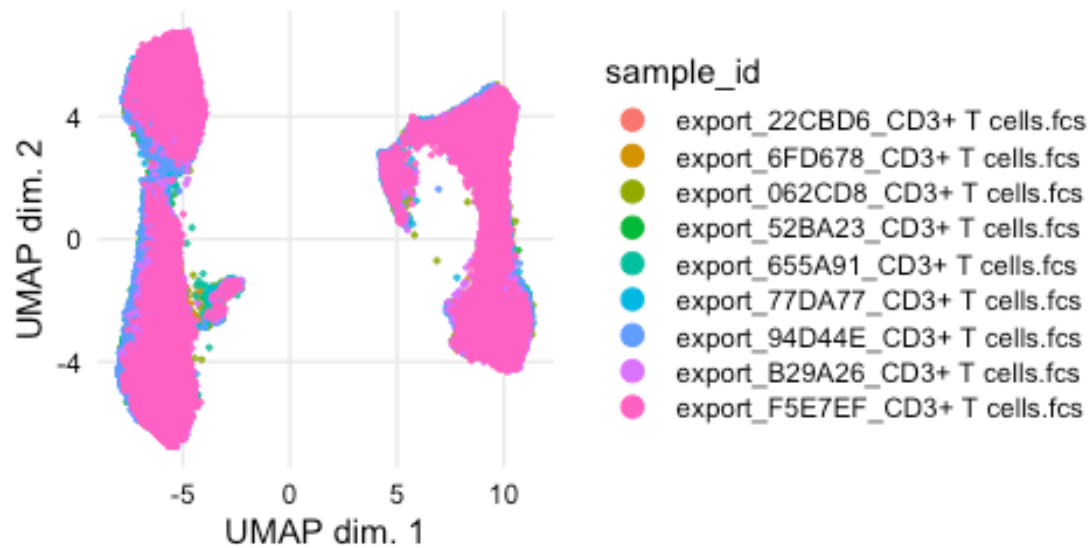 sample_id
export_22CBD6_CD3+ T cells.fcs
export_6FD678_CD3+ T cells.fcs
export_062CD8_CD3+ T cells.fcs
export_52BA23_CD3+ T cells.fcs
export_655A91_CD3+ T cells.fcs
export_77DA77_CD3+ T cells.fcs
export_94D44E_CD3+ T cells.fcs
export_B29A26_CD3+ T cells.fcs
export_F5E7EF_CD3+ T cells.fcs
UMAP dim. 2
4
0
-4
-5 0 5 10
UMAP dim. 1